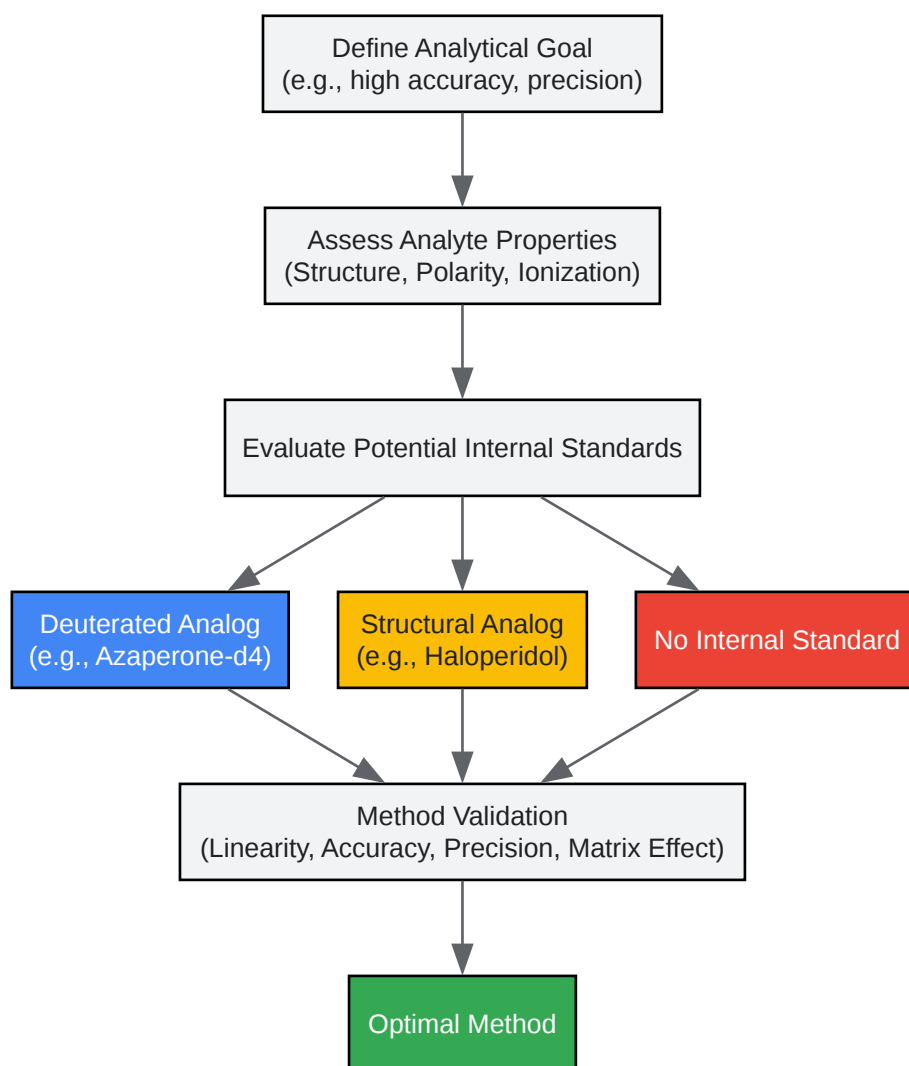 Define Analytical Goal
(e.g., high accuracy, precision)
Assess Analyte Properties
(Structure, Polarity, Ionization)
Evaluate Potential Internal Standards
Deuterated Analog
(e.g., Azaperone-d4)
Structural Analog
(e.g., Haloperidol)
No Internal Standard
Method Validation
(Linearity, Accuracy, Precision, Matrix Effect)
Optimal Method